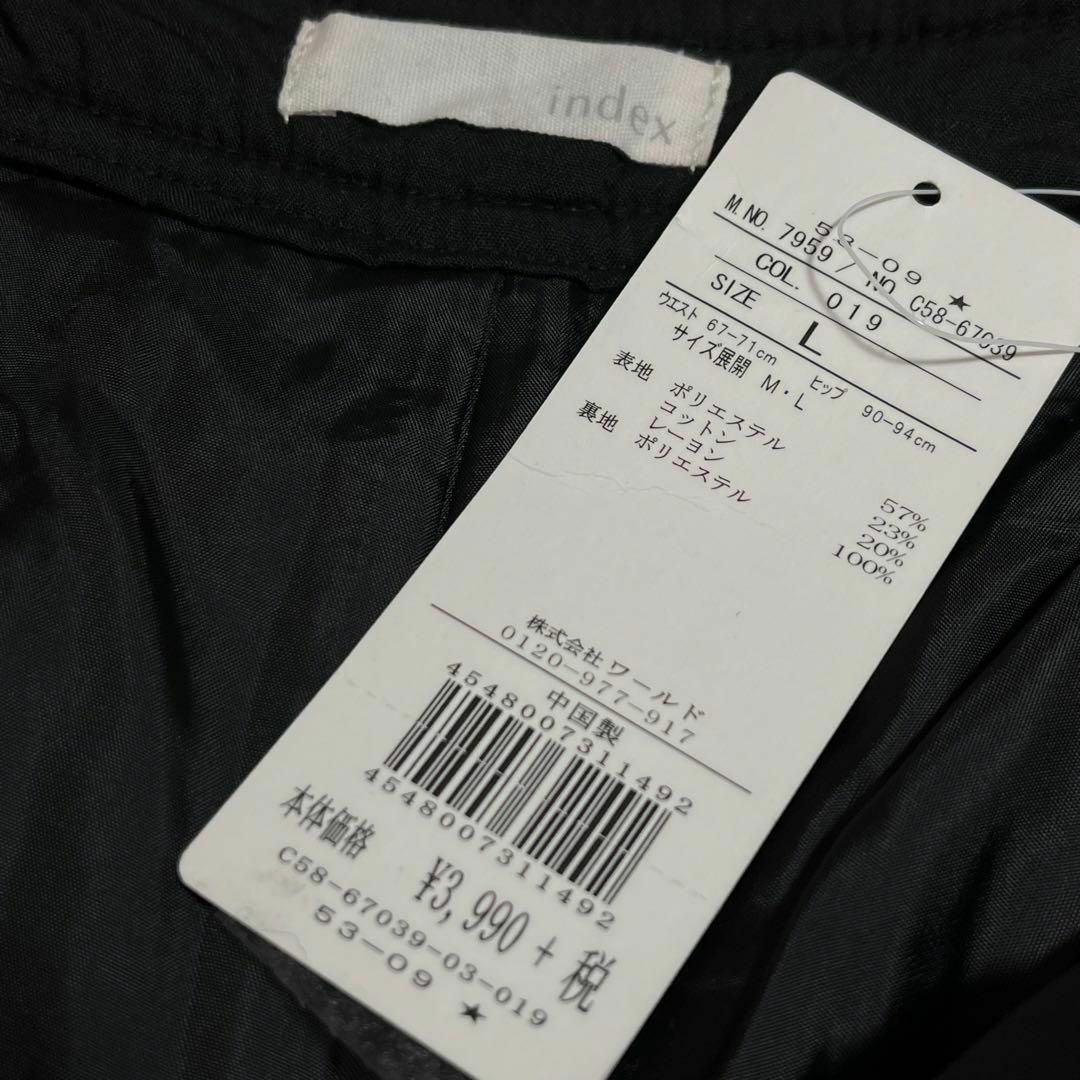 index
53-09 ★
M.NO. 7959 / NO. C58-67039
COL. 019
SIZE L
ウエスト 67-71cm ヒップ 90-94cm
サイズ展開 M・L
表地 ポリエステル 57%
コットン 23%
レーヨン 20%
裏地 ポリエステル 100%
株式会社ワールド
0120-977-917
中国製
4548007311492
4548007311492
本体価格 ¥3,990+税
C58-67039-03-019
53-09 ★